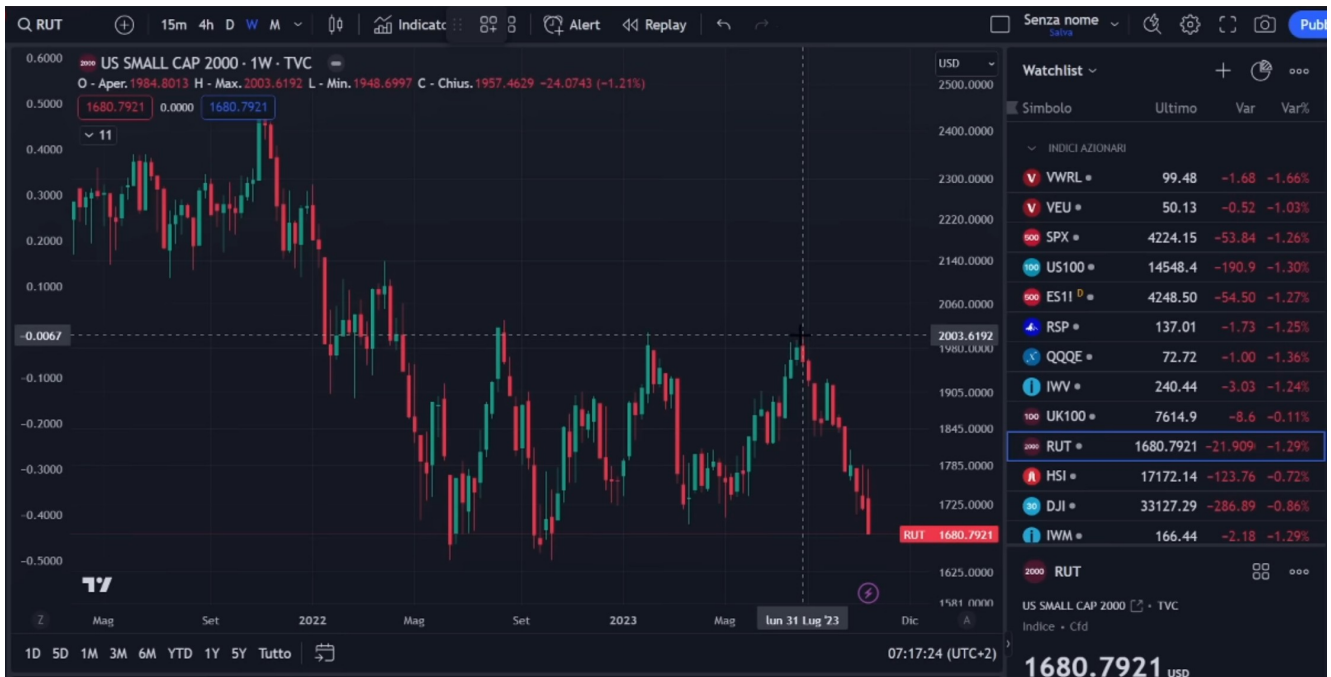 RUT 15m 4h D W M Indicato Alert Replay Senza nome Salva Publ
US SMALL CAP 2000 · 1W · TVC
O - Aper.1984.8013 H - Max.2003.6192 L - Min.1948.6997 C - Chius.1957.4629 −24.0743 (−1.21%)
1680.7921 0.0000 1680.7921
11
0.6000
0.5000
0.4000
0.3000
0.2000
0.1000
-0.0067
-0.1000
-0.2000
-0.3000
-0.4000
-0.5000
USD
2500.0000
2400.0000
2300.0000
2220.0000
2140.0000
2060.0000
2003.6192
1980.0000
1905.0000
1845.0000
1785.0000
1725.0000
RUT 1680.7921
1625.0000
1581.0000
Z Mag Set 2022 Mag Set 2023 Mag lun 31 Lug '23 Dic A
1D 5D 1M 3M 6M YTD 1Y 5Y Tutto 07:17:24 (UTC+2)
Watchlist
Simbolo Ultimo Var Var%
INDICI AZIONARI
V VWRL 99.48 −1.68 −1.66%
V VEU 50.13 −0.52 −1.03%
500 SPX 4224.15 −53.84 −1.26%
100 US100 14548.4 −190.9 −1.30%
500 ES1! D 4248.50 −54.50 −1.27%
RSP 137.01 −1.73 −1.25%
QQQE 72.72 −1.00 −1.36%
IWV 240.44 −3.03 −1.24%
100 UK100 7614.9 −8.6 −0.11%
2000 RUT 1680.7921 −21.909 −1.29%
HSI 17172.14 −123.76 −0.72%
30 DJI 33127.29 −286.89 −0.86%
IWM 166.44 −2.18 −1.29%
2000 RUT
US SMALL CAP 2000 · TVC
Indice · Cfd
1680.7921 USD